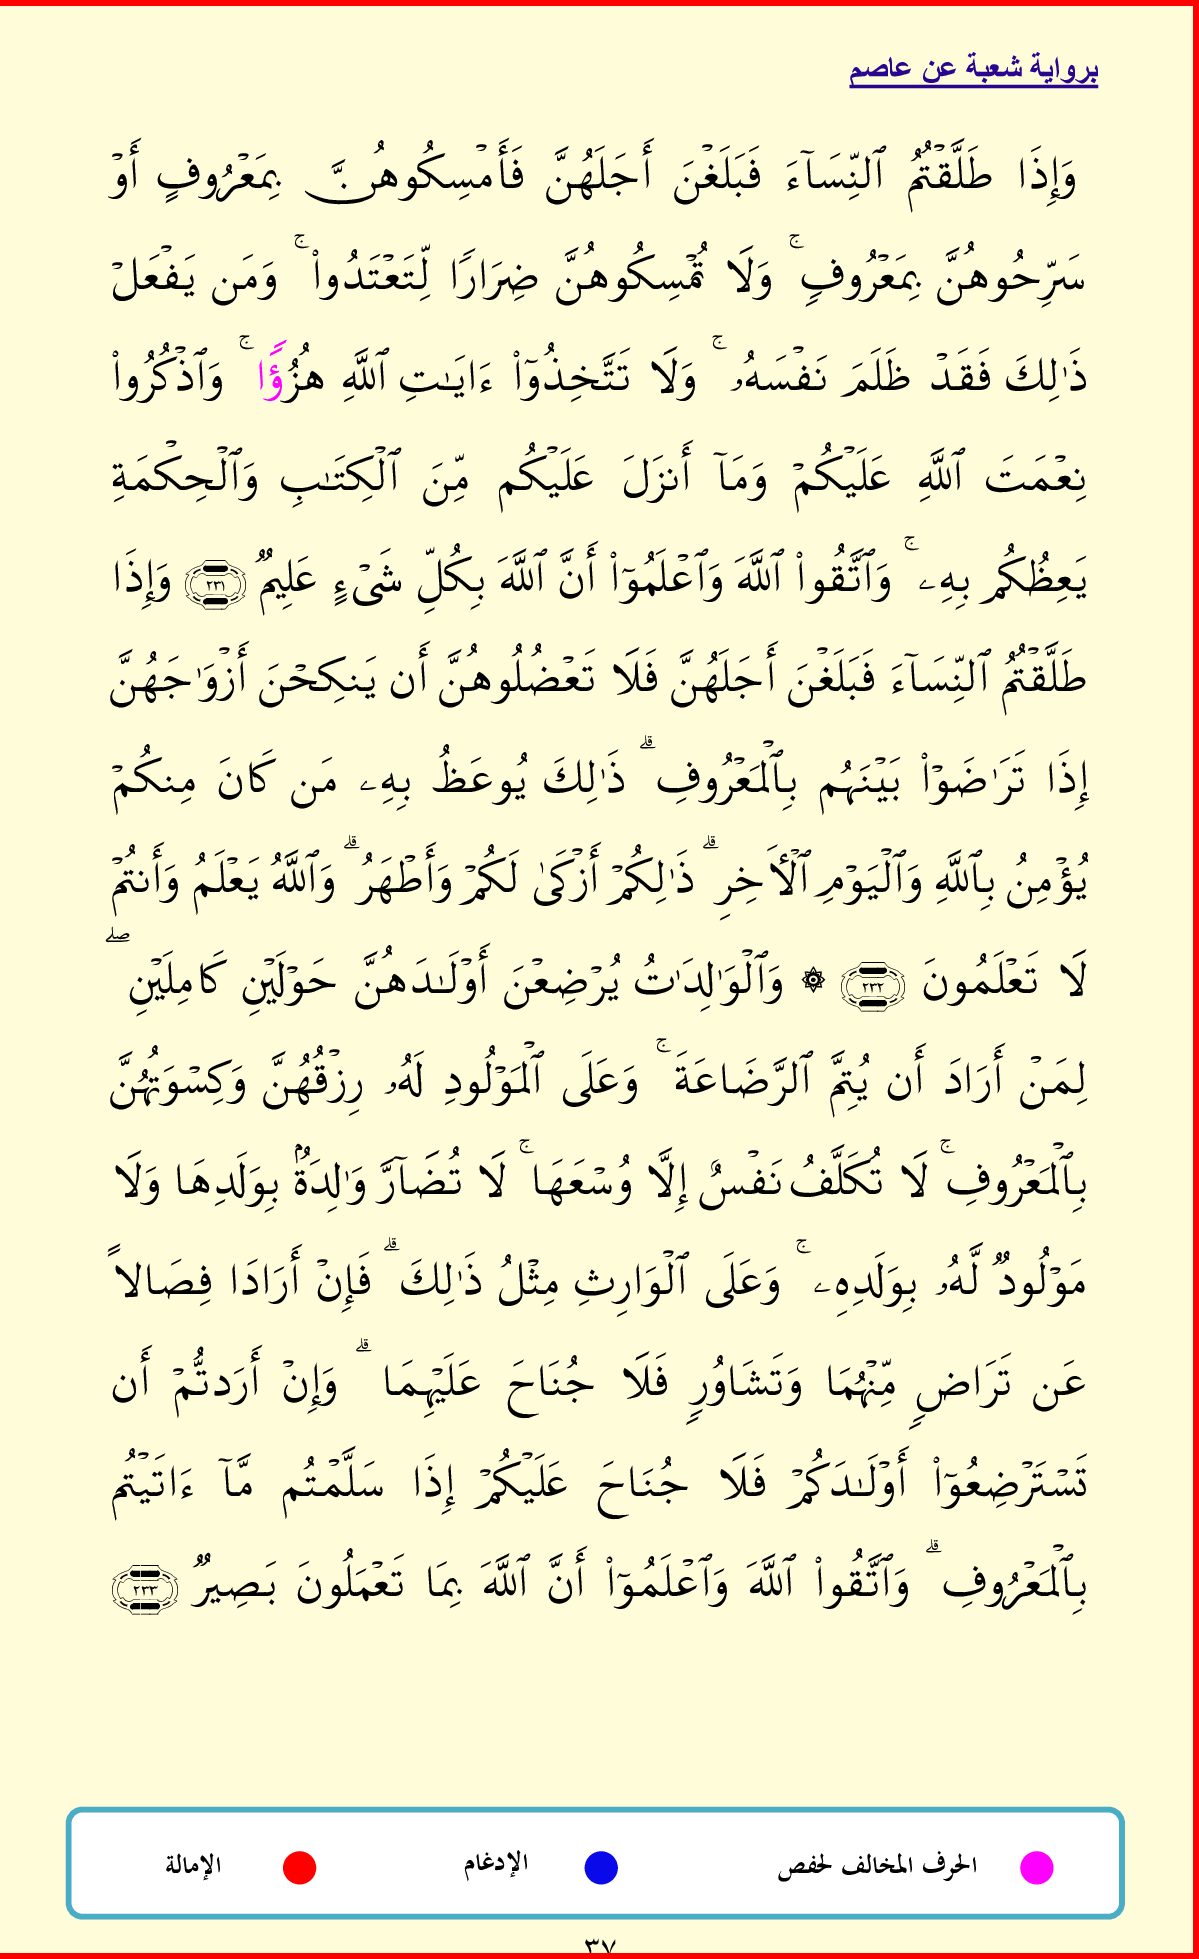 برواية شعبة عن عاصم
وَإِذَا طَلَّقْتُمُ ٱلنِّسَآءَ فَبَلَغْنَ أَجَلَهُنَّ فَأَمْسِكُوهُنَّ بِمَعْرُوفٍ أَوْ
سَرِّحُوهُنَّ بِمَعْرُوفٍ ۚ وَلَا تُمْسِكُوهُنَّ ضِرَارًا لِّتَعْتَدُوا۟ ۚ وَمَن يَفْعَلْ
ذَٰلِكَ فَقَدْ ظَلَمَ نَفْسَهُۥ ۚ وَلَا تَتَّخِذُوٓا۟ ءَايَـٰتِ ٱللَّهِ هُزُؤًا ۚ وَٱذْكُرُوا۟
نِعْمَتَ ٱللَّهِ عَلَيْكُمْ وَمَآ أَنزَلَ عَلَيْكُم مِّنَ ٱلْكِتَـٰبِ وَٱلْحِكْمَةِ
يَعِظُكُم بِهِۦ ۚ وَٱتَّقُوا۟ ٱللَّهَ وَٱعْلَمُوٓا۟ أَنَّ ٱللَّهَ بِكُلِّ شَىْءٍ عَلِيمٌ ٢٣١ وَإِذَا
طَلَّقْتُمُ ٱلنِّسَآءَ فَبَلَغْنَ أَجَلَهُنَّ فَلَا تَعْضُلُوهُنَّ أَن يَنكِحْنَ أَزْوَٰجَهُنَّ
إِذَا تَرَٰضَوْا۟ بَيْنَهُم بِٱلْمَعْرُوفِ ۗ ذَٰلِكَ يُوعَظُ بِهِۦ مَن كَانَ مِنكُمْ
يُؤْمِنُ بِٱللَّهِ وَٱلْيَوْمِ ٱلْأَخِرِ ۗ ذَٰلِكُمْ أَزْكَىٰ لَكُمْ وَأَطْهَرُ ۗ وَٱللَّهُ يَعْلَمُ وَأَنتُمْ
لَا تَعْلَمُونَ ٢٣٢ ۞ وَٱلْوَٰلِدَٰتُ يُرْضِعْنَ أَوْلَـٰدَهُنَّ حَوْلَيْنِ كَامِلَيْنِ ۖ
لِمَنْ أَرَادَ أَن يُتِمَّ ٱلرَّضَاعَةَ ۚ وَعَلَى ٱلْمَوْلُودِ لَهُۥ رِزْقُهُنَّ وَكِسْوَتُهُنَّ
بِٱلْمَعْرُوفِ ۚ لَا تُكَلَّفُ نَفْسٌ إِلَّا وُسْعَهَا ۚ لَا تُضَآرَّ وَٰلِدَةٌۢ بِوَلَدِهَا وَلَا
مَوْلُودٌ لَّهُۥ بِوَلَدِهِۦ ۚ وَعَلَى ٱلْوَارِثِ مِثْلُ ذَٰلِكَ ۗ فَإِنْ أَرَادَا فِصَالًا
عَن تَرَاضٍ مِّنْهُمَا وَتَشَاوُرٍ فَلَا جُنَاحَ عَلَيْهِمَا ۗ وَإِنْ أَرَدتُّمْ أَن
تَسْتَرْضِعُوٓا۟ أَوْلَـٰدَكُمْ فَلَا جُنَاحَ عَلَيْكُمْ إِذَا سَلَّمْتُم مَّآ ءَاتَيْتُم
بِٱلْمَعْرُوفِ ۗ وَٱتَّقُوا۟ ٱللَّهَ وَٱعْلَمُوٓا۟ أَنَّ ٱللَّهَ بِمَا تَعْمَلُونَ بَصِيرٌ ٢٣٣
الحرف المخالف لحفص الإدغام الإمالة
٣٧